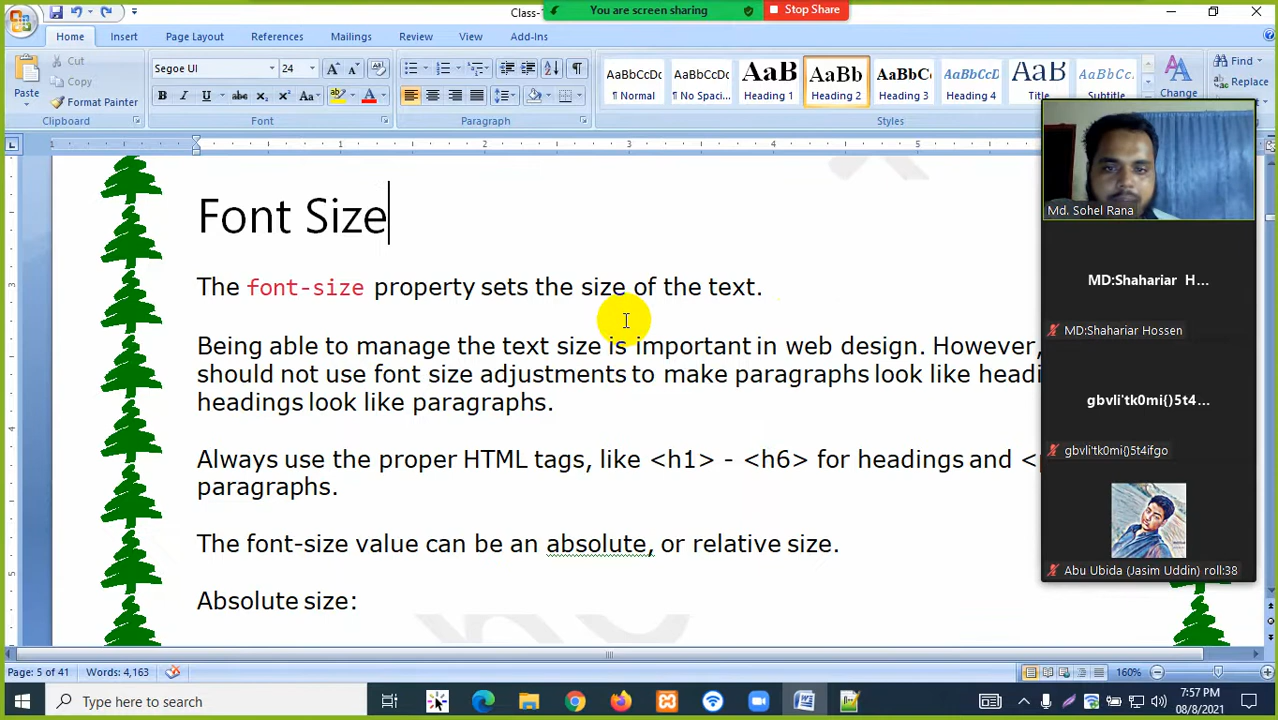 Class-
You are screen sharing
Stop Share
Home Insert Page Layout References Mailings Review View Add-Ins
Paste
Cut
Copy
Format Painter
Clipboard
Segoe UI 24
Font
Paragraph
AaBbCcDc AaBbCcDc AaB AaBb AaBbCc AaBbCcD AaB AaBbCcD
¶ Normal ¶ No Spaci... Heading 1 Heading 2 Heading 3 Heading 4 Title Subtitle
Change
Styles
Find
Replace
1 1 2 3 4 5
Font Size
The font-size property sets the size of the text.
Being able to manage the text size is important in web design. However,
should not use font size adjustments to make paragraphs look like headi
headings look like paragraphs.
Always use the proper HTML tags, like <h1> - <h6> for headings and <
paragraphs.
The font-size value can be an absolute, or relative size.
Absolute size:
Md. Sohel Rana
MD:Shahariar H...
MD:Shahariar Hossen
gbvli'tk0mi{)5t4...
gbvli'tk0mi{)5t4ifgo
Abu Ubida (Jasim Uddin) roll:38
Page: 5 of 41 Words: 4,163 160%
Type here to search
7:57 PM
08/8/2021